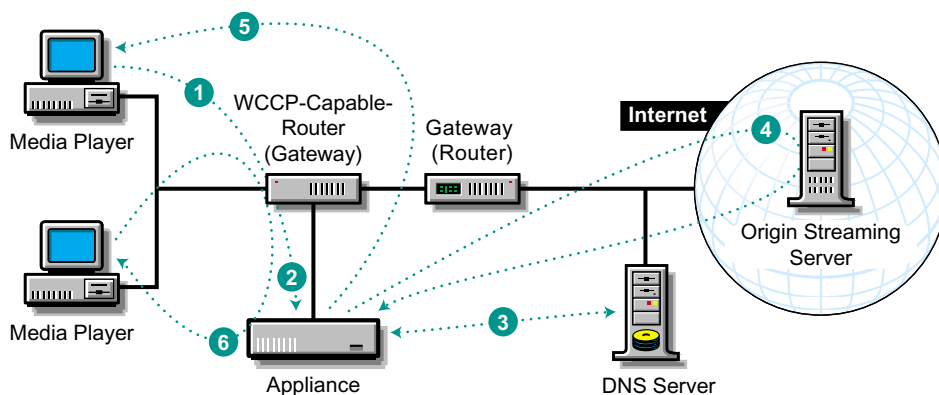 5
1
Media Player
WCCP-Capable-
Router
(Gateway)
Gateway
(Router)
Internet
4
Origin Streaming
Server
Media Player
2
3
6
Appliance
DNS Server